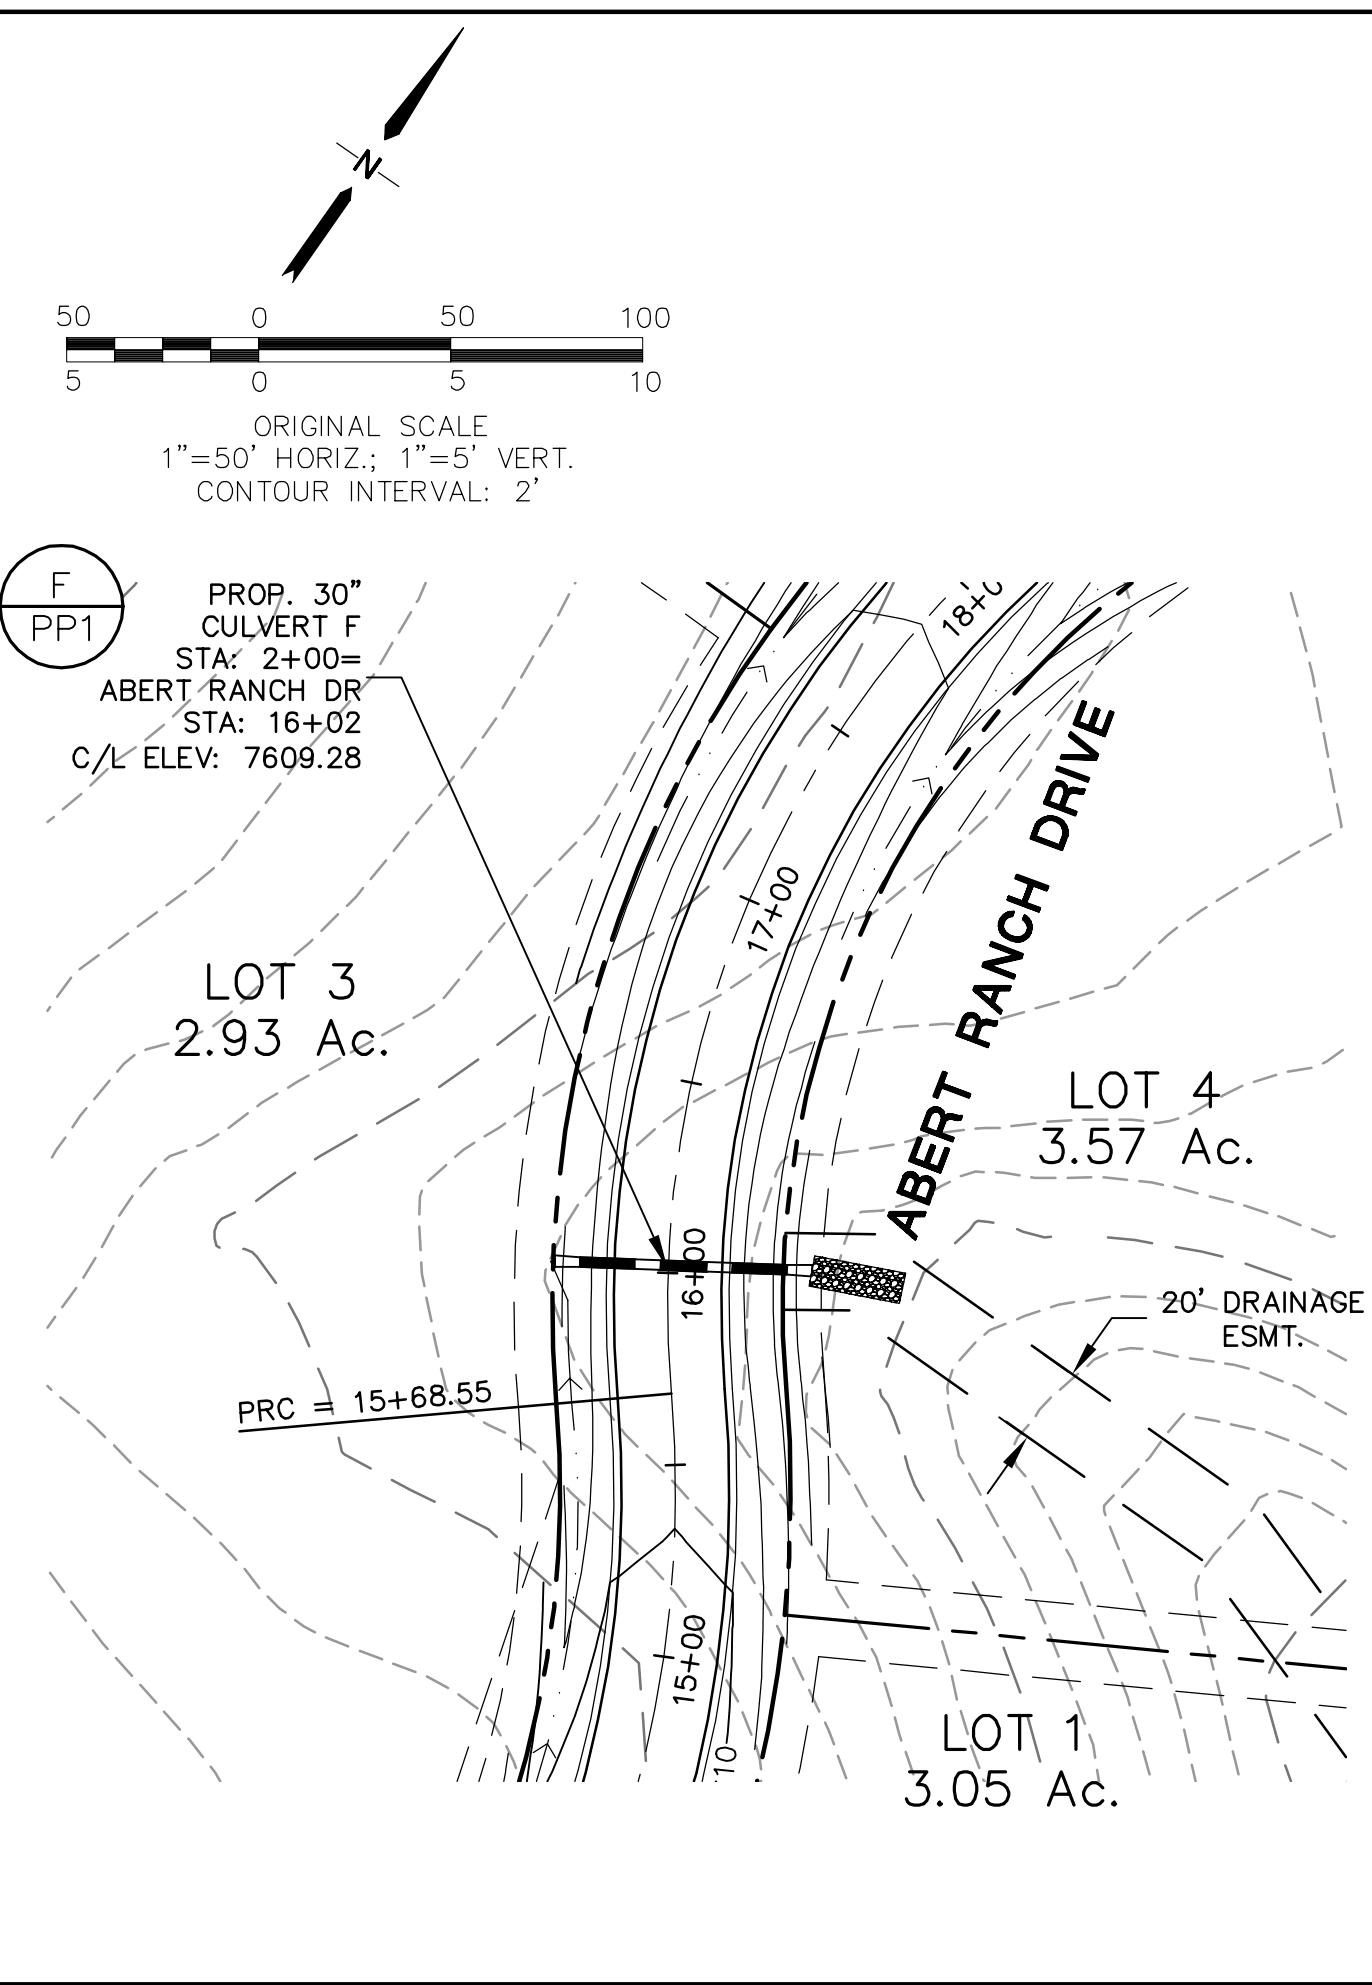 N
50 0 50 100
5 0 5 10
ORIGINAL SCALE
1"=50' HORIZ.; 1"=5' VERT.
CONTOUR INTERVAL: 2'
F
PP1
PROP. 30"
CULVERT F
STA: 2+00=
ABERT RANCH DR
STA: 16+02
C/L ELEV: 7609.28
18+0
ABERT RANCH DRIVE
17+00
LOT 3
2.93 Ac.
LOT 4
3.57 Ac.
16+00
20' DRAINAGE
ESMT.
PRC = 15+68.55
15+00
LOT 1
3.05 Ac.
10